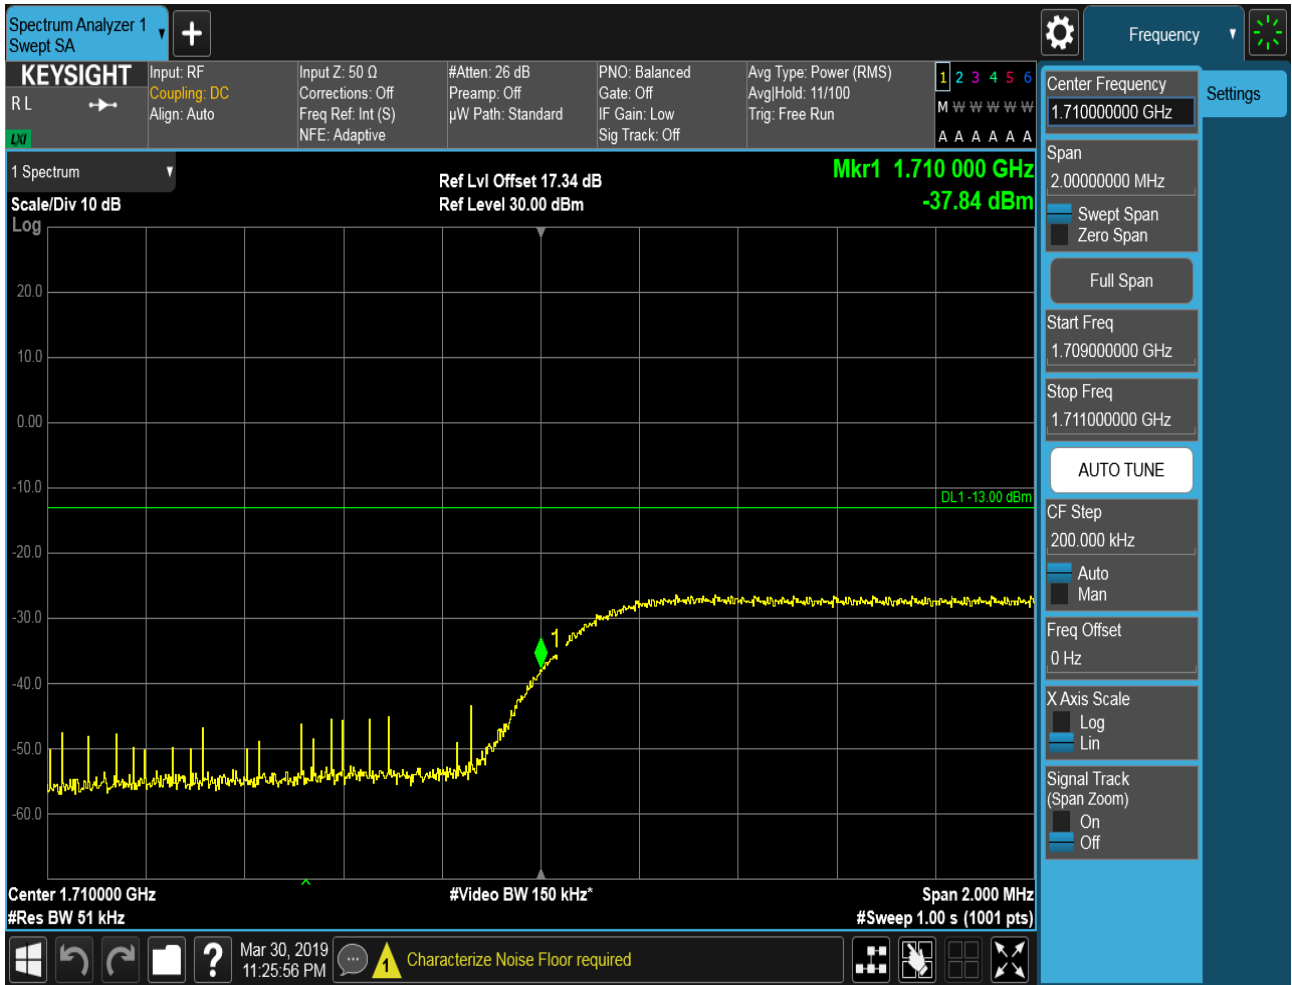 Spectrum Analyzer 1
Swept SA
Frequency
KEYSIGHT
R L
LXI
Input: RF
Coupling: DC
Align: Auto
Input Z: 50 Ω
Corrections: Off
Freq Ref: Int (S)
NFE: Adaptive
#Atten: 26 dB
Preamp: Off
µW Path: Standard
PNO: Balanced
Gate: Off
IF Gain: Low
Sig Track: Off
Avg Type: Power (RMS)
Avg|Hold: 11/100
Trig: Free Run
1 2 3 4 5 6
M W W W W W
A A A A A A
1 Spectrum
Scale/Div 10 dB
Log
Ref Lvl Offset 17.34 dB
Ref Level 30.00 dBm
Mkr1 1.710 000 GHz
-37.84 dBm
20.0
10.0
0.00
-10.0
-20.0
-30.0
-40.0
-50.0
-60.0
DL1 -13.00 dBm
1
Center 1.710000 GHz
#Res BW 51 kHz
#Video BW 150 kHz*
Span 2.000 MHz
#Sweep 1.00 s (1001 pts)
Center Frequency
1.710000000 GHz
Settings
Span
2.00000000 MHz
Swept Span
Zero Span
Full Span
Start Freq
1.709000000 GHz
Stop Freq
1.711000000 GHz
AUTO TUNE
CF Step
200.000 kHz
Auto
Man
Freq Offset
0 Hz
X Axis Scale
Log
Lin
Signal Track
(Span Zoom)
On
Off
?
Mar 30, 2019
11:25:56 PM
1
Characterize Noise Floor required